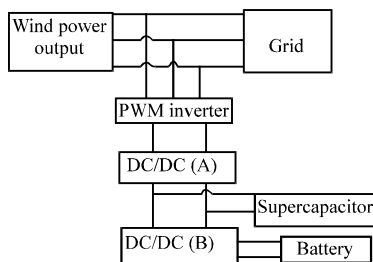 Wind power
output
Grid
PWM inverter
DC/DC (A)
Supercapacitor
DC/DC (B)
Battery